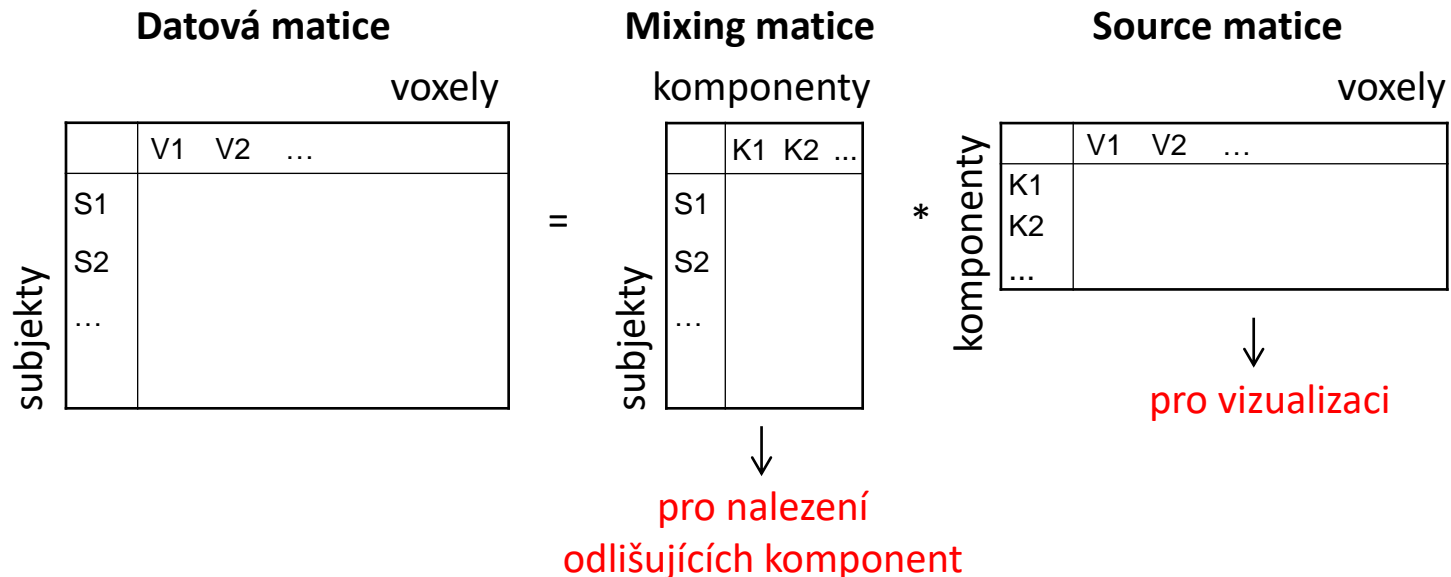 Datová matice
Mixing matice
Source matice
voxely
komponenty
voxely
V1 V2 …
K1 K2 ...
V1 V2 …
S1
S2
…
subjekty
=
S1
S2
…
subjekty
*
K1
K2
...
komponenty
pro vizualizaci
pro nalezení
odlišujících komponent